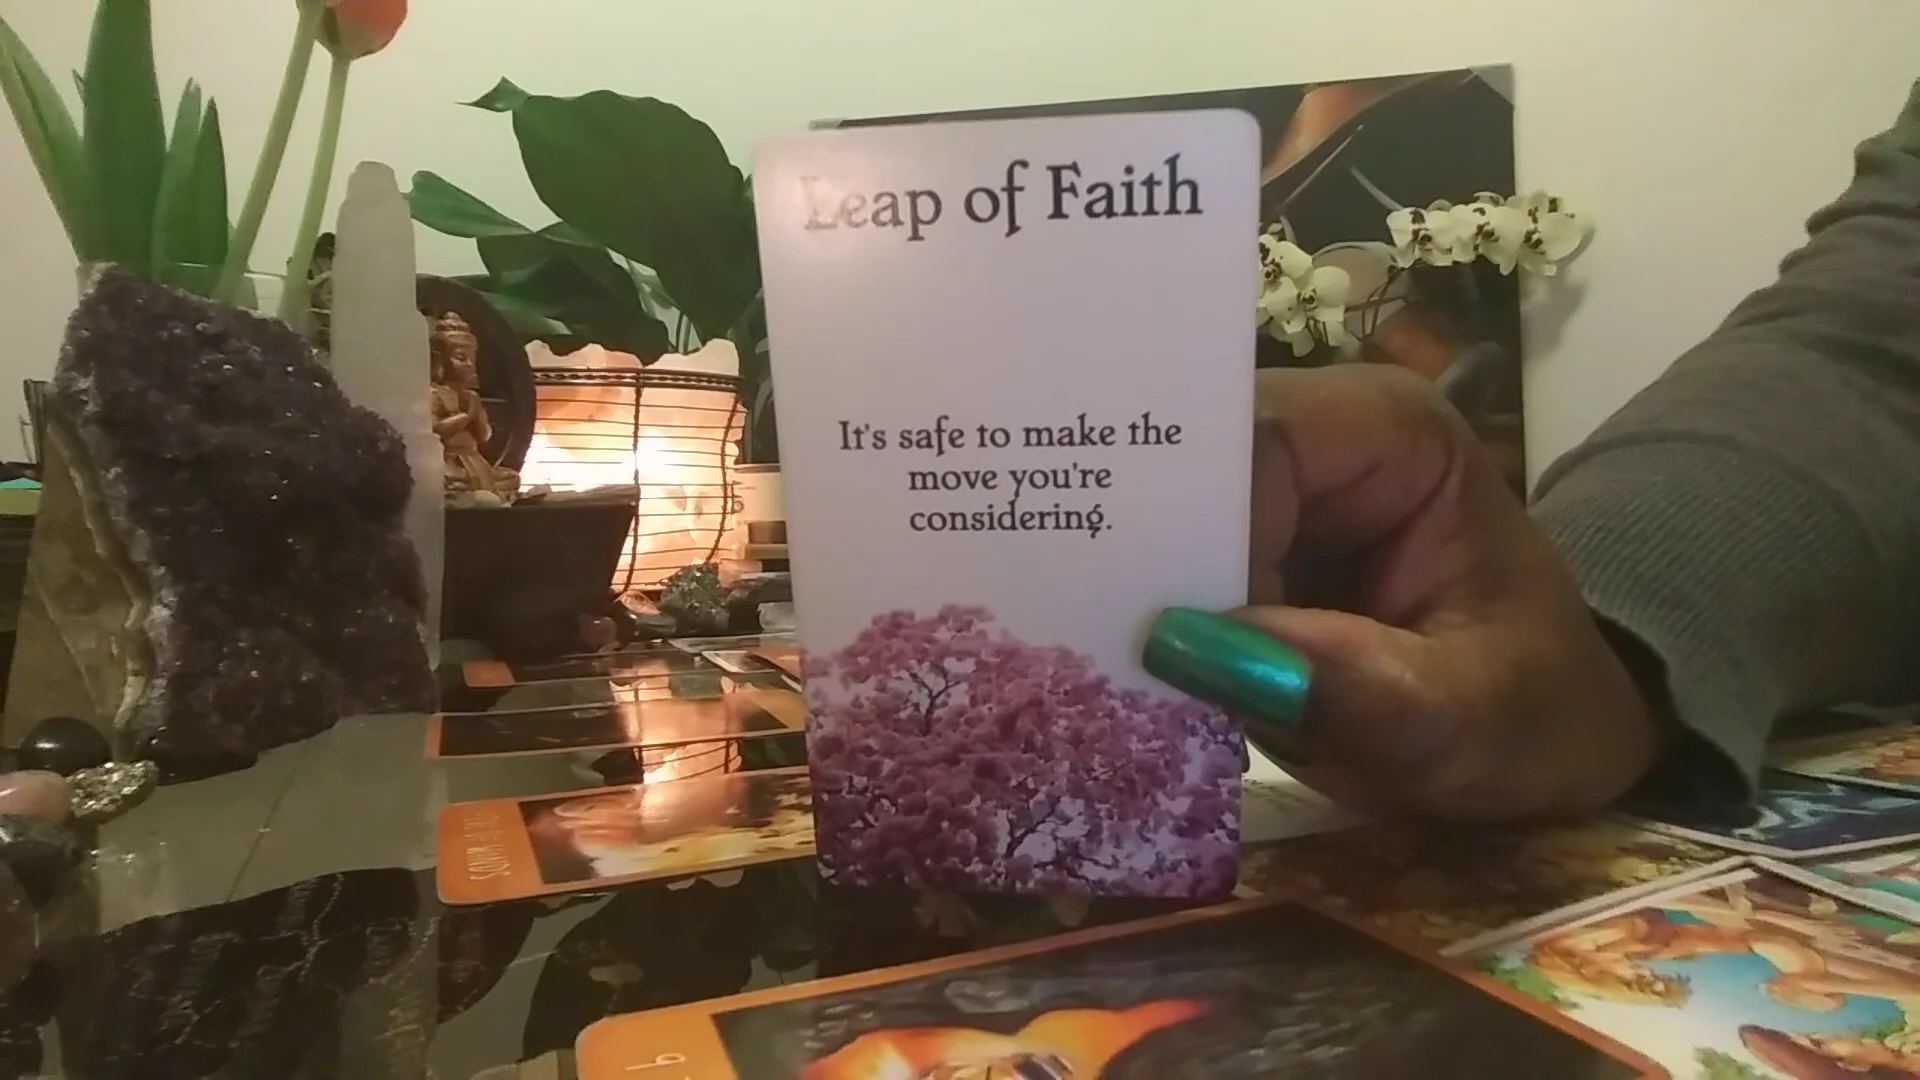 Leap of Faith
It's safe to make the
move you're
considering.